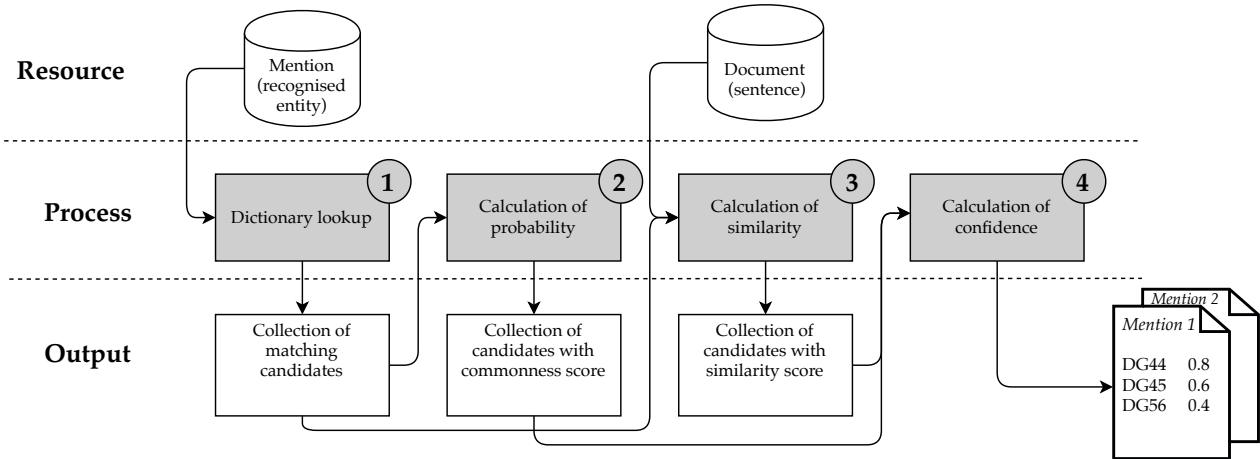 Resource
Mention
(recognised
entity)
Document
(sentence)
Process
1
Dictionary lookup
2
Calculation of
probability
3
Calculation of
similarity
4
Calculation of
confidence
Output
Collection of
matching
candidates
Collection of
candidates with
commonness score
Collection of
candidates with
similarity score
Mention 2
Mention 1
DG44 0.8
DG45 0.6
DG56 0.4